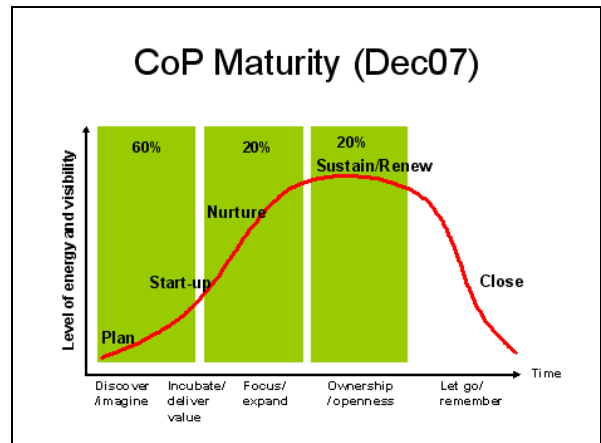 CoP Maturity (Dec07)
Level of energy and visibility
60%
20%
20%
Sustain/Renew
Nurture
Start-up
Close
Plan
Time
Discover
/imagine
Incubate/
deliver
value
Focus/
expand
Ownership
/openness
Let go/
remember